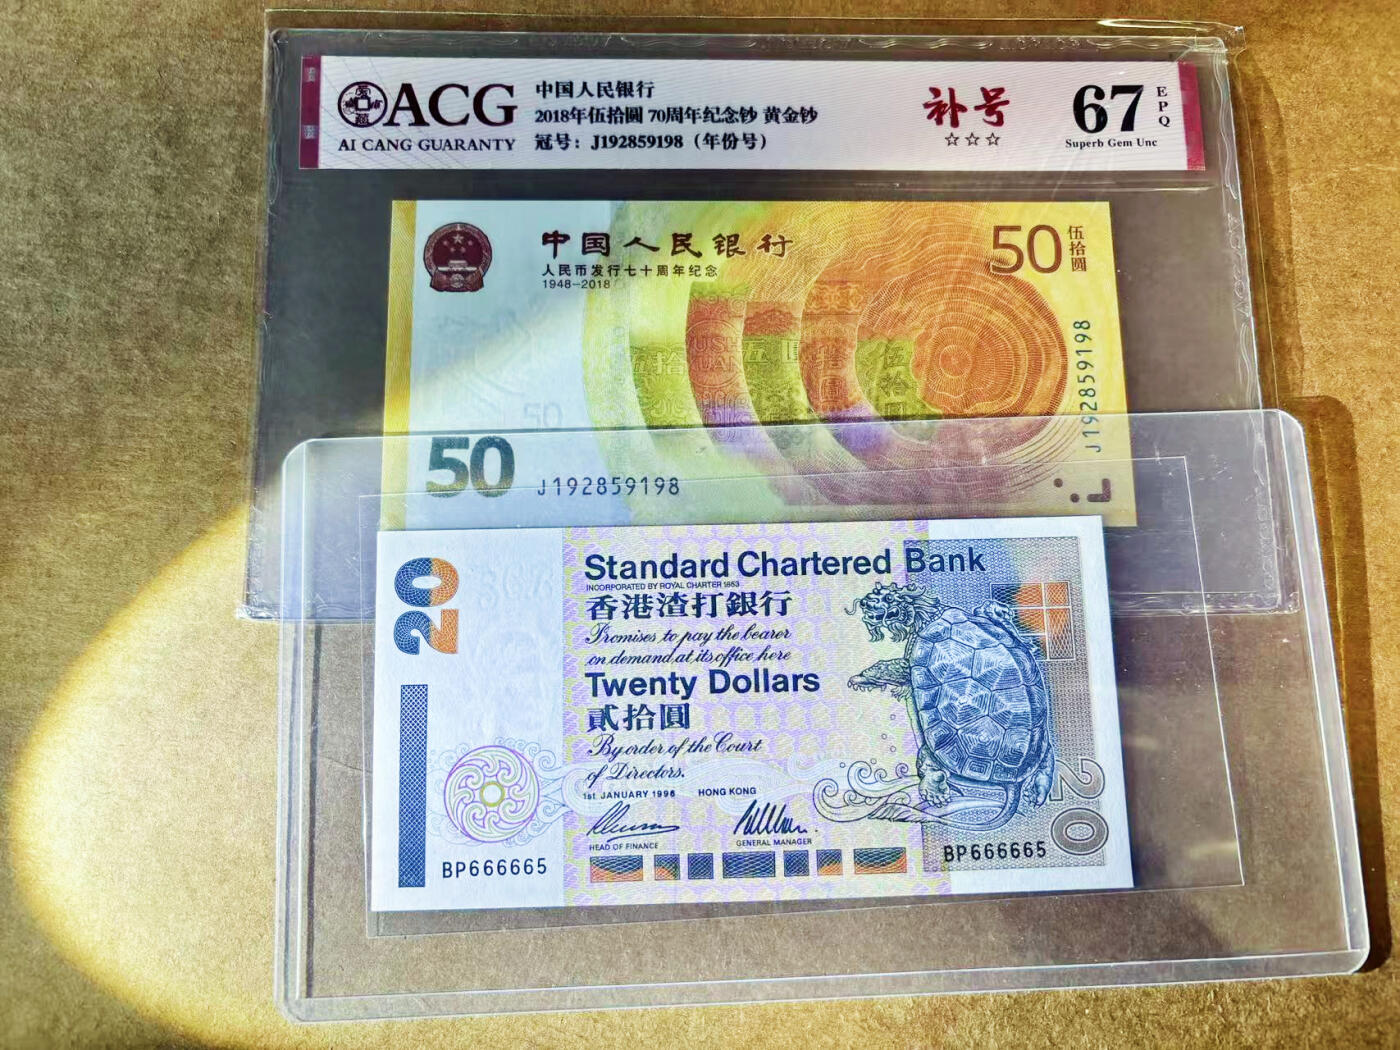 ACG
AI CANG GUARANTY
中国人民银行
2018年伍拾圆 70周年纪念钞 黄金钞
冠号：J192859198（年份号）
补号
☆☆☆
67
EPQ
Superb Gem Unc
中国人民银行
人民币发行七十周年纪念
1948-2018
50
伍拾圆
J192859198
50
50
J192859198
20
Standard Chartered Bank
INCORPORATED BY ROYAL CHARTER 1853
香港渣打銀行
Promises to pay the bearer
on demand at its office here
Twenty Dollars
貳拾圓
By order of the Court
of Directors.
1st JANUARY 1996 HONG KONG
HEAD OF FINANCE
GENERAL MANAGER
BP666665
BP666665
20